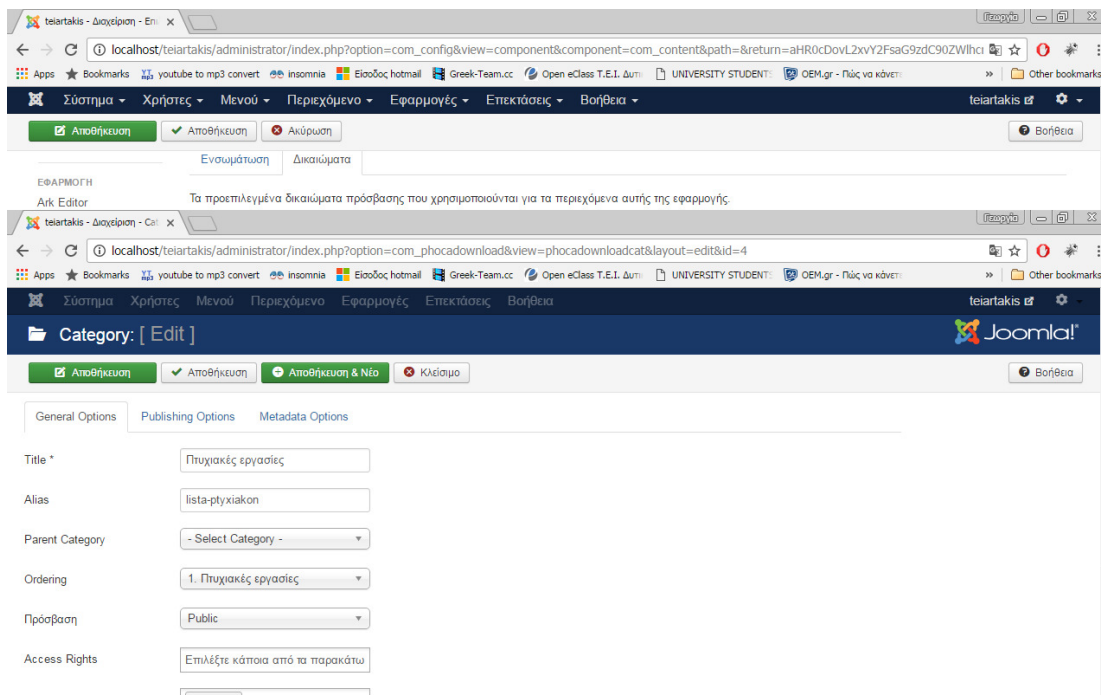 teiartakis - Διαχείριση - Επι
Γεωργία
localhost/teiartakis/administrator/index.php?option=com_config&view=component&component=com_content&path=&return=aHR0cDovL2xvY2FsaG9zdC90ZWlhci
Apps Bookmarks youtube to mp3 convert insomnia Είσοδος hotmail Greek-Team.cc Open eClass Τ.Ε.Ι. Δυτι UNIVERSITY STUDENT: OEM.gr - Πώς να κάνετε » Other bookmarks
Σύστημα Χρήστες Μενού Περιεχόμενο Εφαρμογές Επεκτάσεις Βοήθεια teiartakis
Αποθήκευση Αποθήκευση Ακύρωση Βοήθεια
Ενσωμάτωση Δικαιώματα
ΕΦΑΡΜΟΓΗ
Ark Editor
Τα προεπιλεγμένα δικαιώματα πρόσβασης που χρησιμοποιούνται για τα περιεχόμενα αυτής της εφαρμογής.
teiartakis - Διαχείριση - Cat
Γεωργία
localhost/teiartakis/administrator/index.php?option=com_phocadownload&view=phocadownloadcat&layout=edit&id=4
Apps Bookmarks youtube to mp3 convert insomnia Είσοδος hotmail Greek-Team.cc Open eClass Τ.Ε.Ι. Δυτι UNIVERSITY STUDENT: OEM.gr - Πώς να κάνετε » Other bookmarks
Σύστημα Χρήστες Μενού Περιεχόμενο Εφαρμογές Επεκτάσεις Βοήθεια teiartakis
Category: [ Edit ] Joomla!
Αποθήκευση Αποθήκευση Αποθήκευση & Νέο Κλείσιμο Βοήθεια
General Options Publishing Options Metadata Options
Title * Πτυχιακές εργασίες
Alias lista-ptyxiakon
Parent Category - Select Category -
Ordering 1. Πτυχιακές εργασίες
Πρόσβαση Public
Access Rights Επιλέξτε κάποια από τα παρακάτω